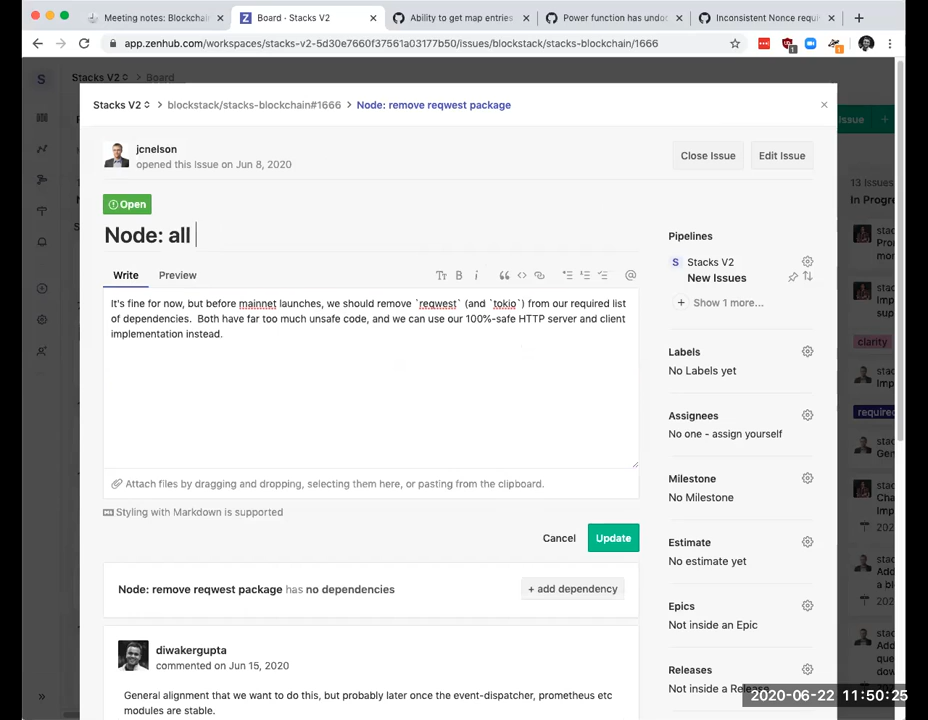 Meeting notes: Blockchain
Board · Stacks V2
Ability to get map entries
Power function has undoc
Inconsistent Nonce requi
app.zenhub.com/workspaces/stacks-v2-5d30e7660f37561a03177b50/issues/blockstack/stacks-blockchain/1666
S
Stacks V2
Board
Issue
Stacks V2 > blockstack/stacks-blockchain#1666 > Node: remove reqwest package
jcnelson
opened this Issue on Jun 8, 2020
Close Issue
Edit Issue
Open
Node: all
Write
Preview
It's fine for now, but before mainnet launches, we should remove `reqwest` (and `tokio`) from our required list
of dependencies.  Both have far too much unsafe code, and we can use our 100%-safe HTTP server and client
implementation instead.
Attach files by dragging and dropping, selecting them here, or pasting from the clipboard.
Styling with Markdown is supported
Cancel
Update
Node: remove reqwest package has no dependencies
+ add dependency
diwakergupta
commented on Jun 15, 2020
General alignment that we want to do this, but probably later once the event-dispatcher, prometheus etc
modules are stable.
Pipelines
S Stacks V2
New Issues
+ Show 1 more...
Labels
No Labels yet
Assignees
No one - assign yourself
Milestone
No Milestone
Estimate
No estimate yet
Epics
Not inside an Epic
Releases
Not inside a Release
13 Issues
In Progre
clarity
required
2020-06-22 11:50:25